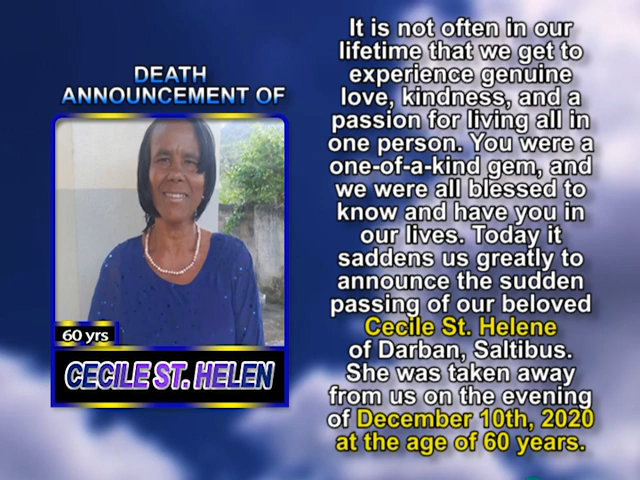 DEATH
ANNOUNCEMENT OF
60 yrs
CECILE ST. HELEN
It is not often in our
lifetime that we get to
experience genuine
love, kindness, and a
passion for living all in
one person. You were a
one-of-a-kind gem, and
we were all blessed to
know and have you in
our lives. Today it
saddens us greatly to
announce the sudden
passing of our beloved
Cecile St. Helene
of Darban, Saltibus.
She was taken away
from us on the evening
of December 10th, 2020
at the age of 60 years.